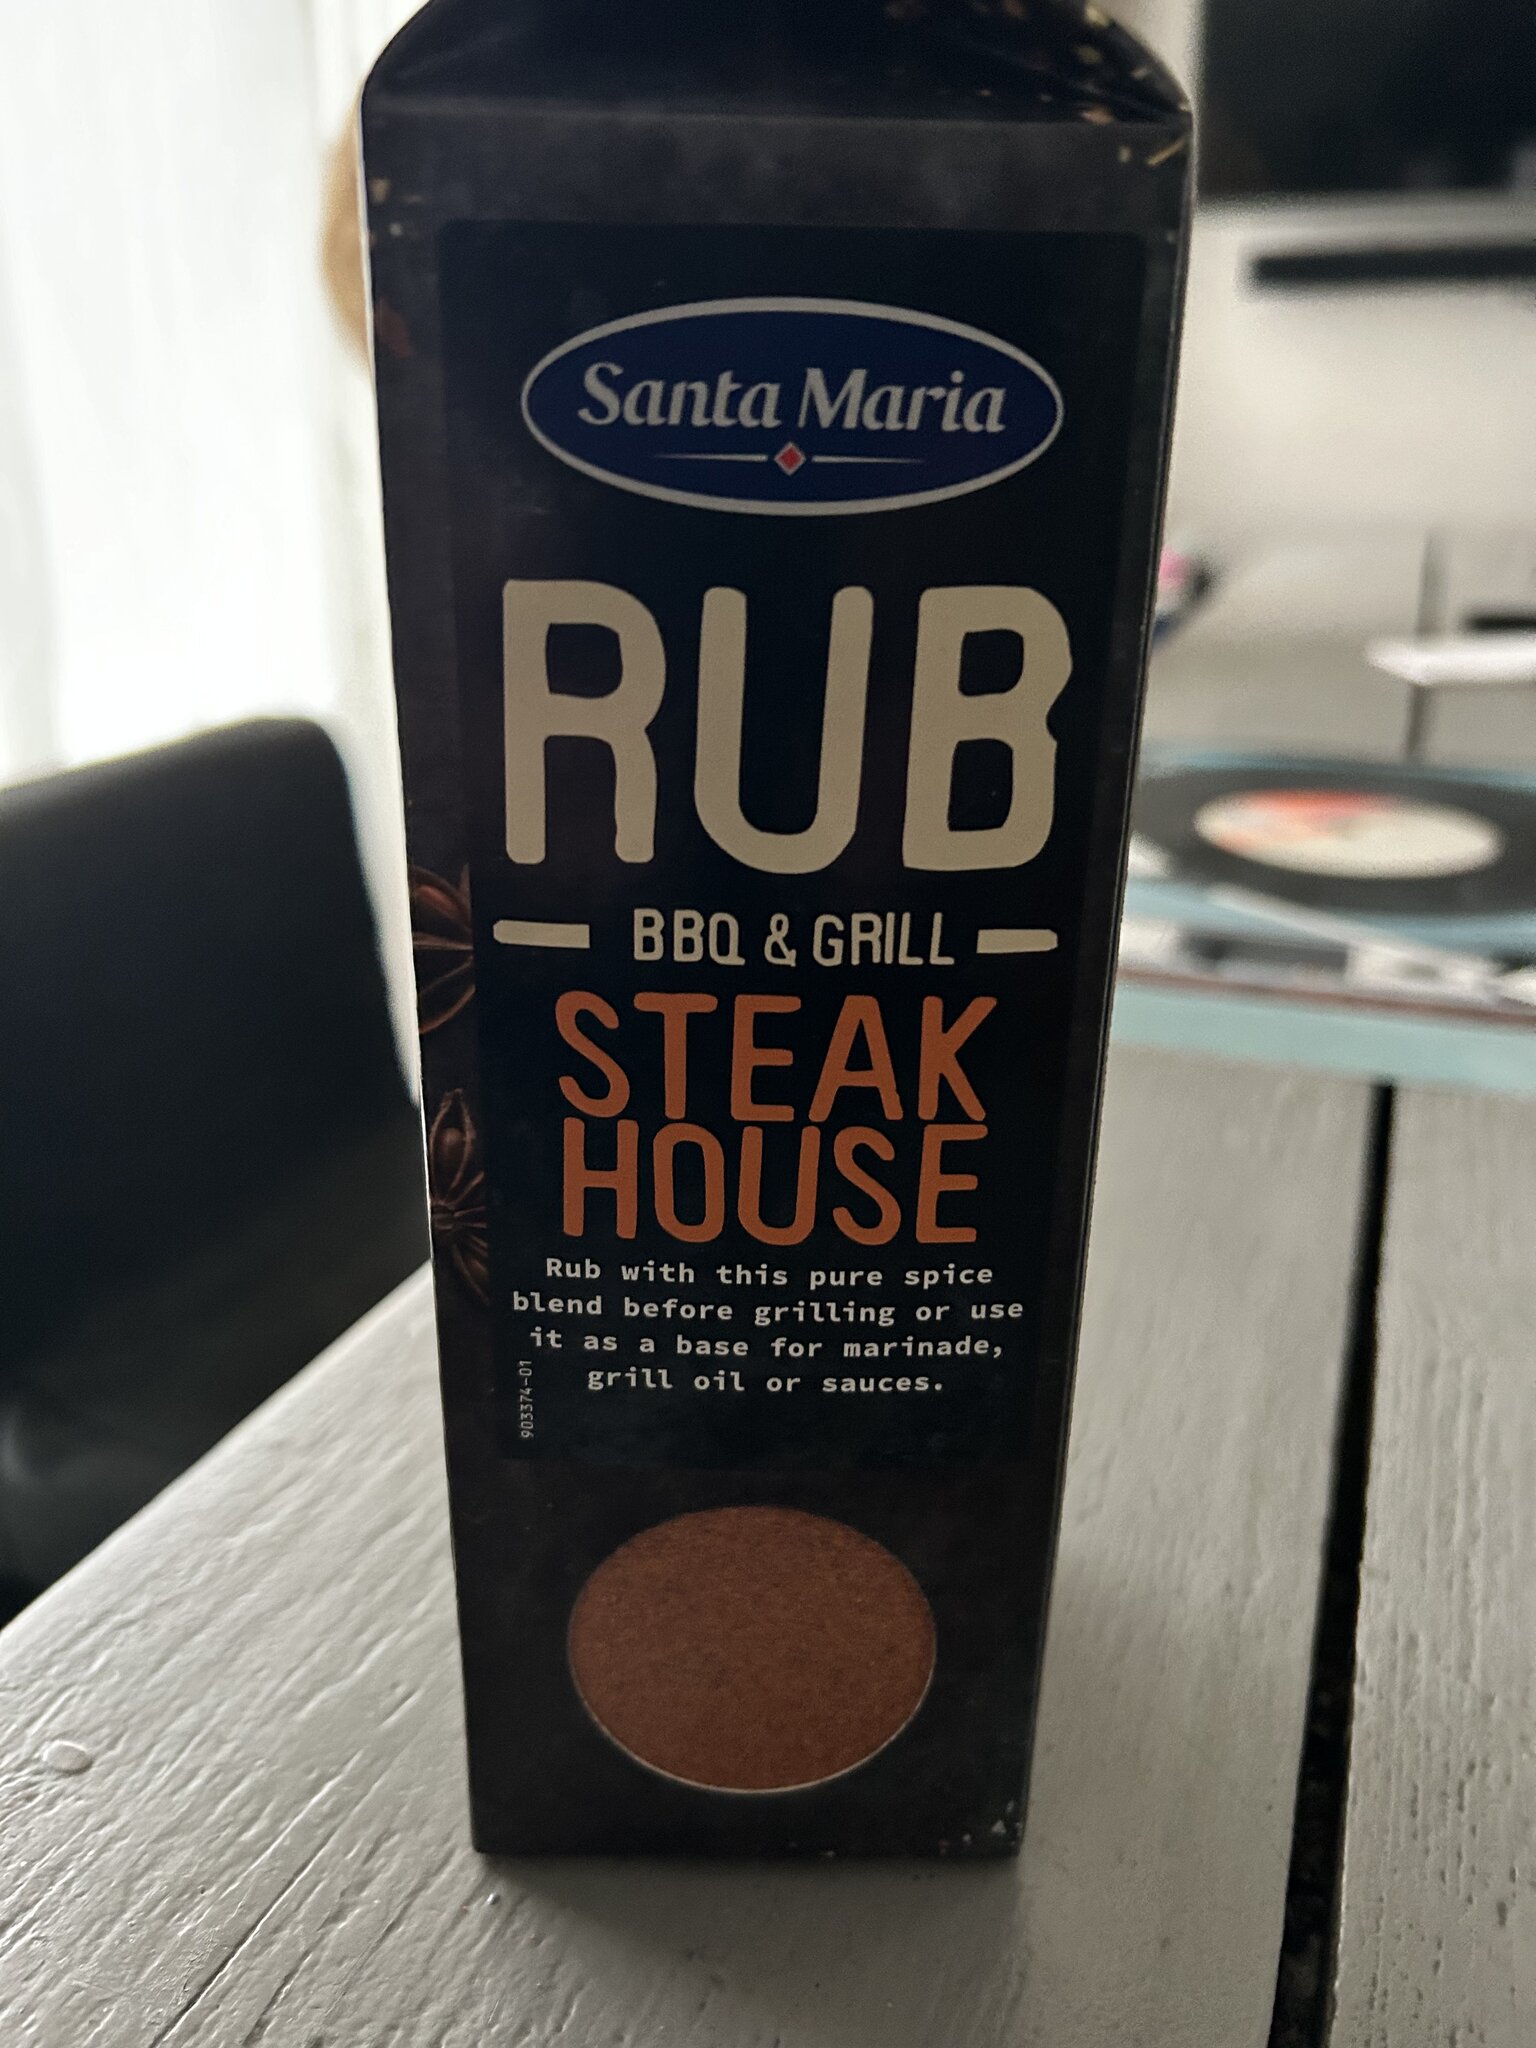 Santa Maria
RUB
BBQ & GRILL
STEAK
HOUSE
Rub with this pure spice
blend before grilling or use
it as a base for marinade,
grill oil or sauces.
903374-01